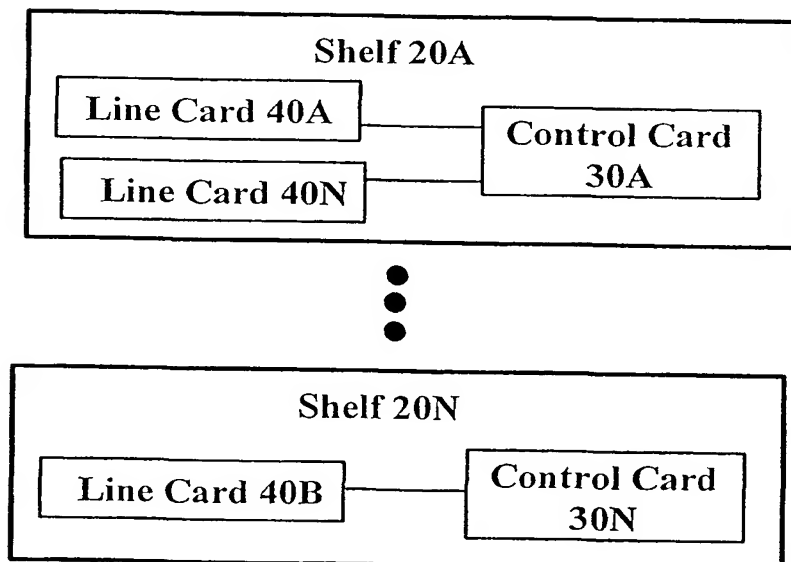 Shelf 20A
Line Card 40A
Control Card
30A
Line Card 40N
Shelf 20N
Line Card 40B
Control Card
30N